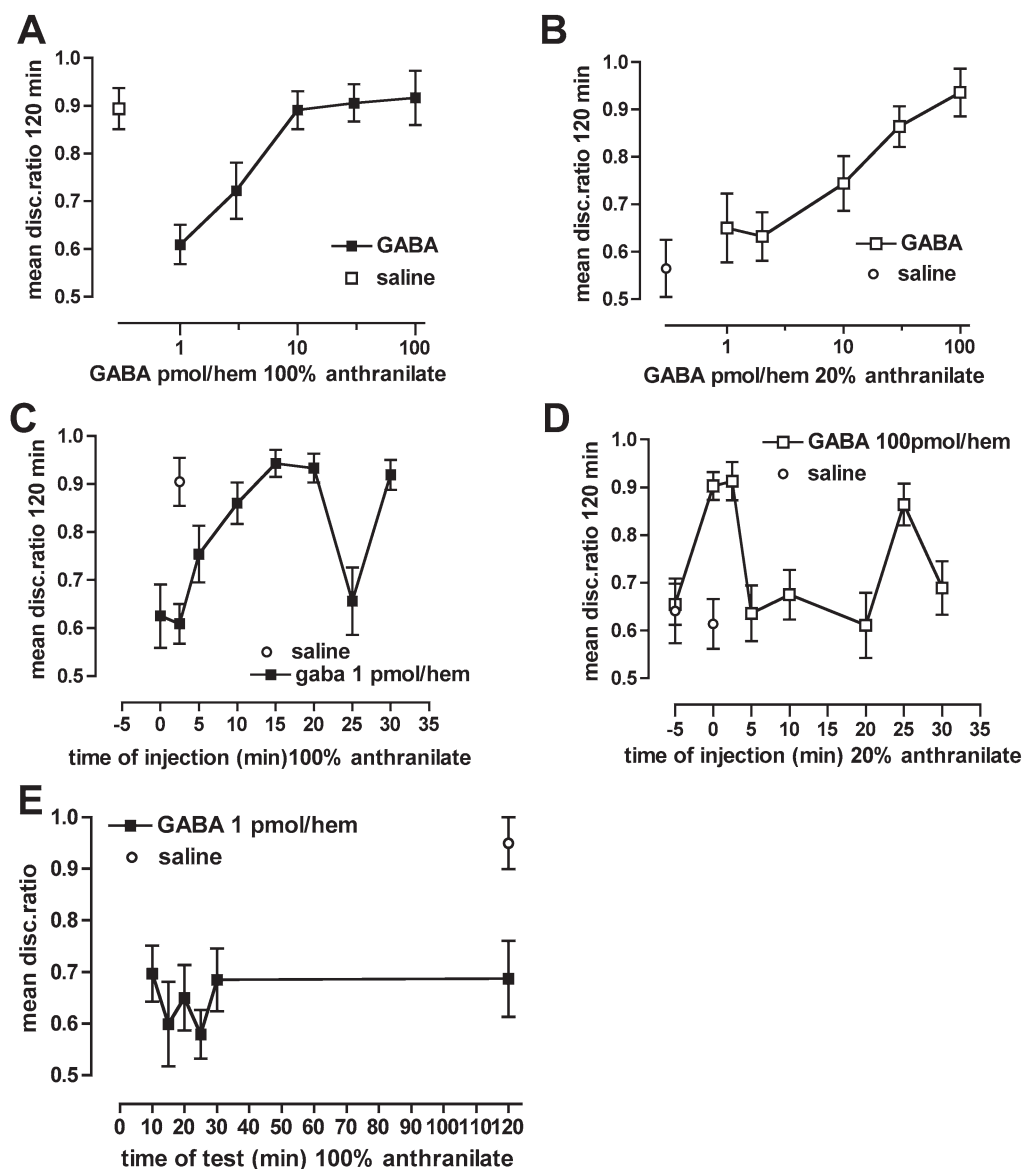 A
mean disc.ratio 120 min
1.0
0.9
0.8
0.7
0.6
0.5
GABA
saline
1 10 100
GABA pmol/hem 100% anthranilate
B
mean disc.ratio 120 min
1.0
0.9
0.8
0.7
0.6
0.5
GABA
saline
1 10 100
GABA pmol/hem 20% anthranilate
C
mean disc.ratio 120 min
1.0
0.9
0.8
0.7
0.6
0.5
saline
gaba 1 pmol/hem
-5 0 5 10 15 20 25 30 35
time of injection (min)100% anthranilate
D
mean disc.ratio 120 min
1.0
0.9
0.8
0.7
0.6
0.5
GABA 100pmol/hem
saline
-5 0 5 10 15 20 25 30 35
time of injection (min) 20% anthranilate
E
mean disc.ratio
1.0
0.9
0.8
0.7
0.6
0.5
GABA 1 pmol/hem
saline
0 10 20 30 40 50 60 70 80 90 100110120
time of test (min) 100% anthranilate